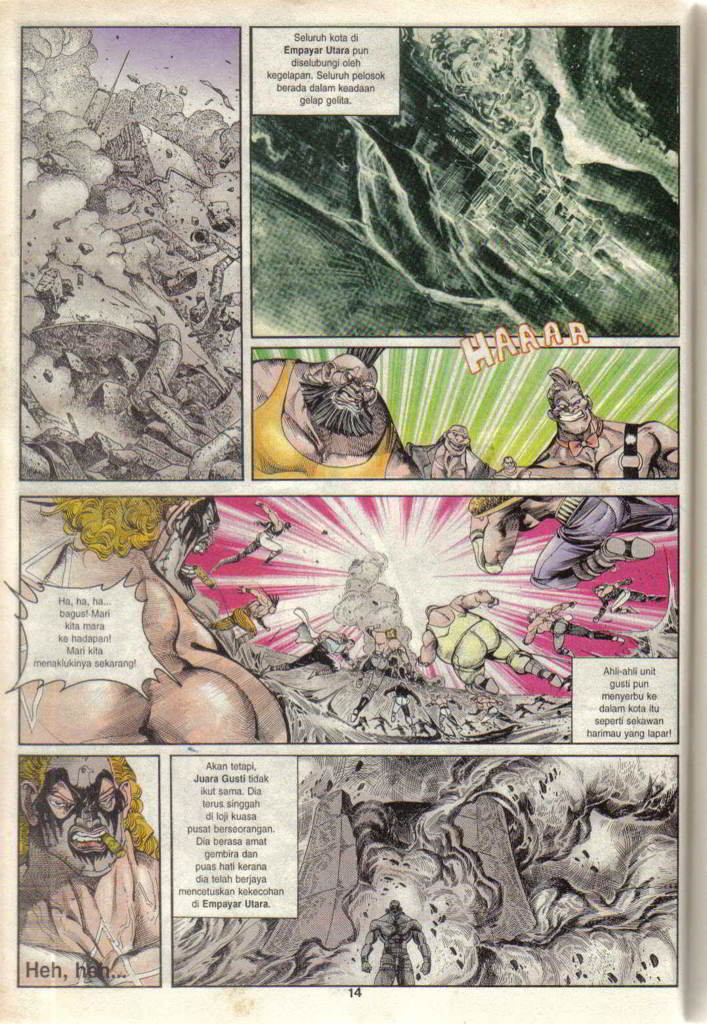 Seluruh kota di
Empayar Utara pun
diselubungi oleh
kegelapan. Seluruh pelosok
berada dalam keadaan
gelap gelita.
HAAAA
Ha, ha, ha...
bagus! Mari
kita mara
ke hadapan!
Mari kita
menaklukinya sekarang!
Ahli-ahli unit
gusti pun
menyerbu ke
dalam kota itu
seperti sekawan
harimau yang lapar!
Heh, heh...
Akan tetapi,
Juara Gusti tidak
ikut sama. Dia
terus singgah
di loji kuasa
pusat berseorangan.
Dia berasa amat
gembira dan
puas hati kerana
dia telah berjaya
mencetuskan kekecohan
di Empayar Utara.
14